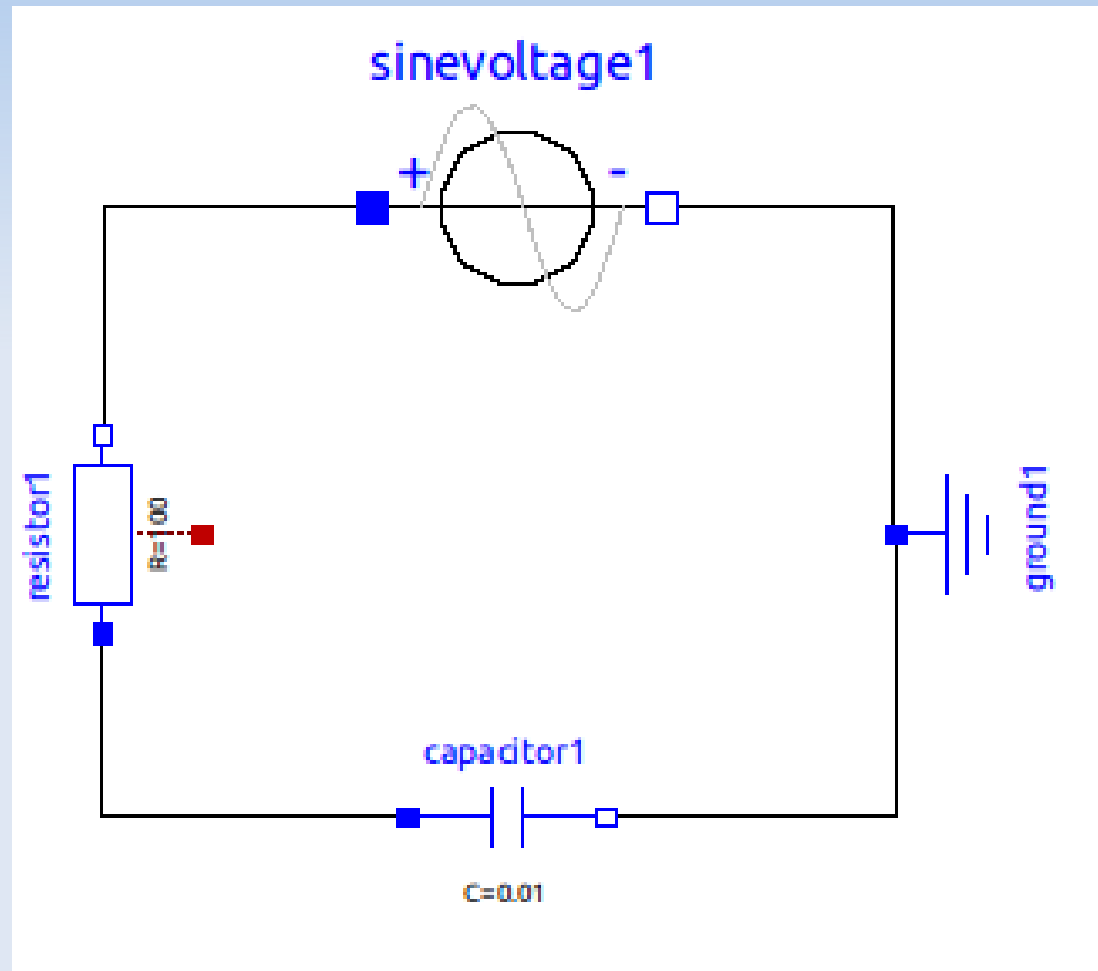 sinevoltage1
+ -
resistor1
R=100
ground1
capacitor1
C=0.01